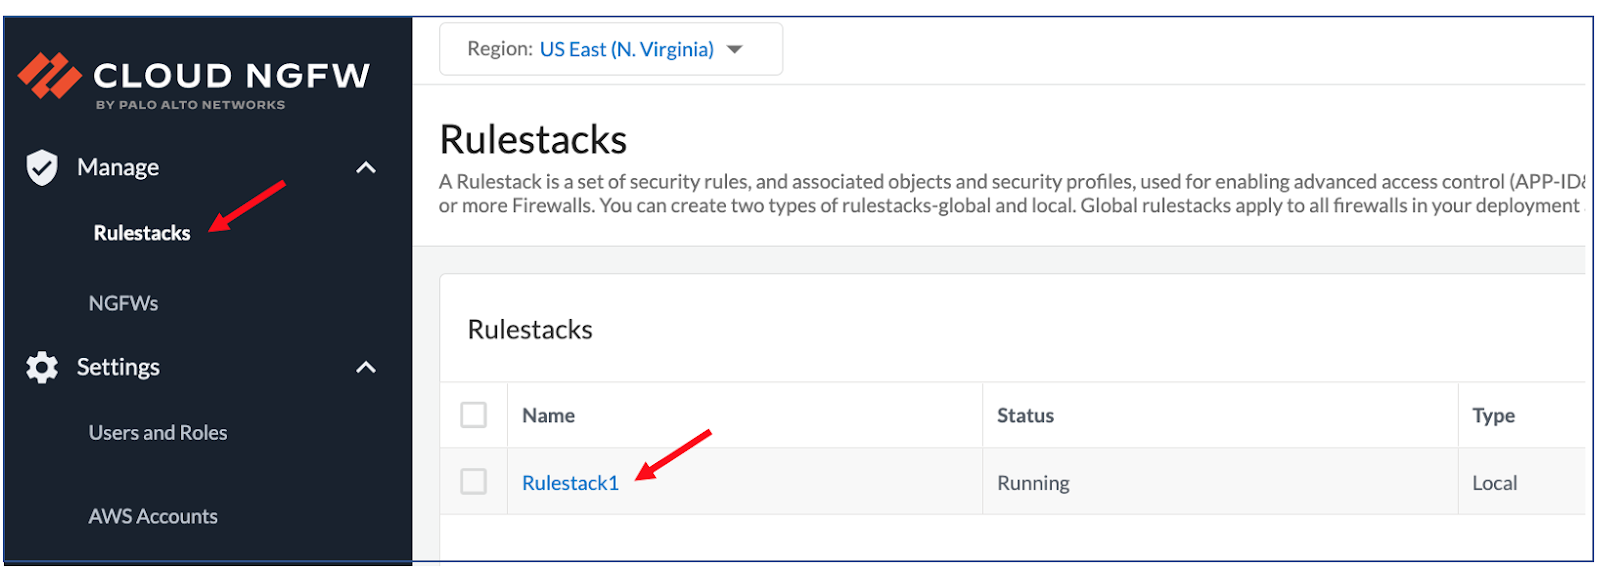 CLOUD NGFW
BY PALO ALTO NETWORKS
Manage
Rulestacks
NGFWs
Settings
Users and Roles
AWS Accounts
Region: US East (N. Virginia)
Rulestacks
A Rulestack is a set of security rules, and associated objects and security profiles, used for enabling advanced access control (APP-ID&
or more Firewalls. You can create two types of rulestacks-global and local. Global rulestacks apply to all firewalls in your deployment
Rulestacks
Name Status Type
Rulestack1 Running Local